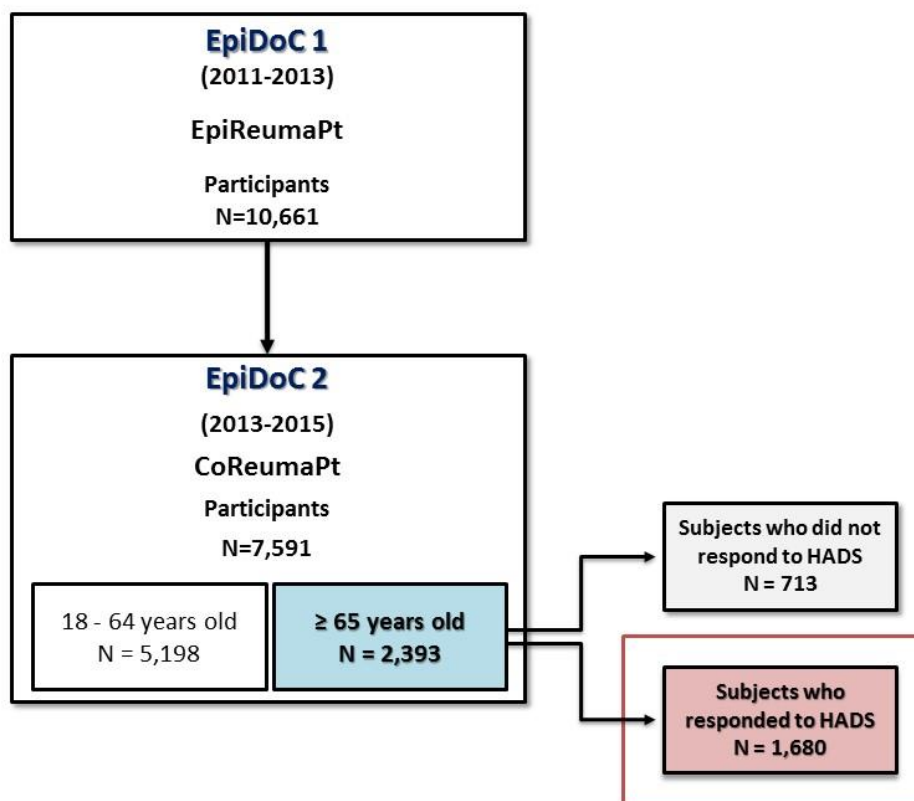 EpiDoC 1
(2011-2013)
EpiReumaPt
Participants
N=10,661
EpiDoC 2
(2013-2015)
CoReumaPt
Participants
N=7,591
18 - 64 years old
N = 5,198
≥ 65 years old
N = 2,393
Subjects who did not
respond to HADS
N = 713
Subjects who
responded to HADS
N = 1,680